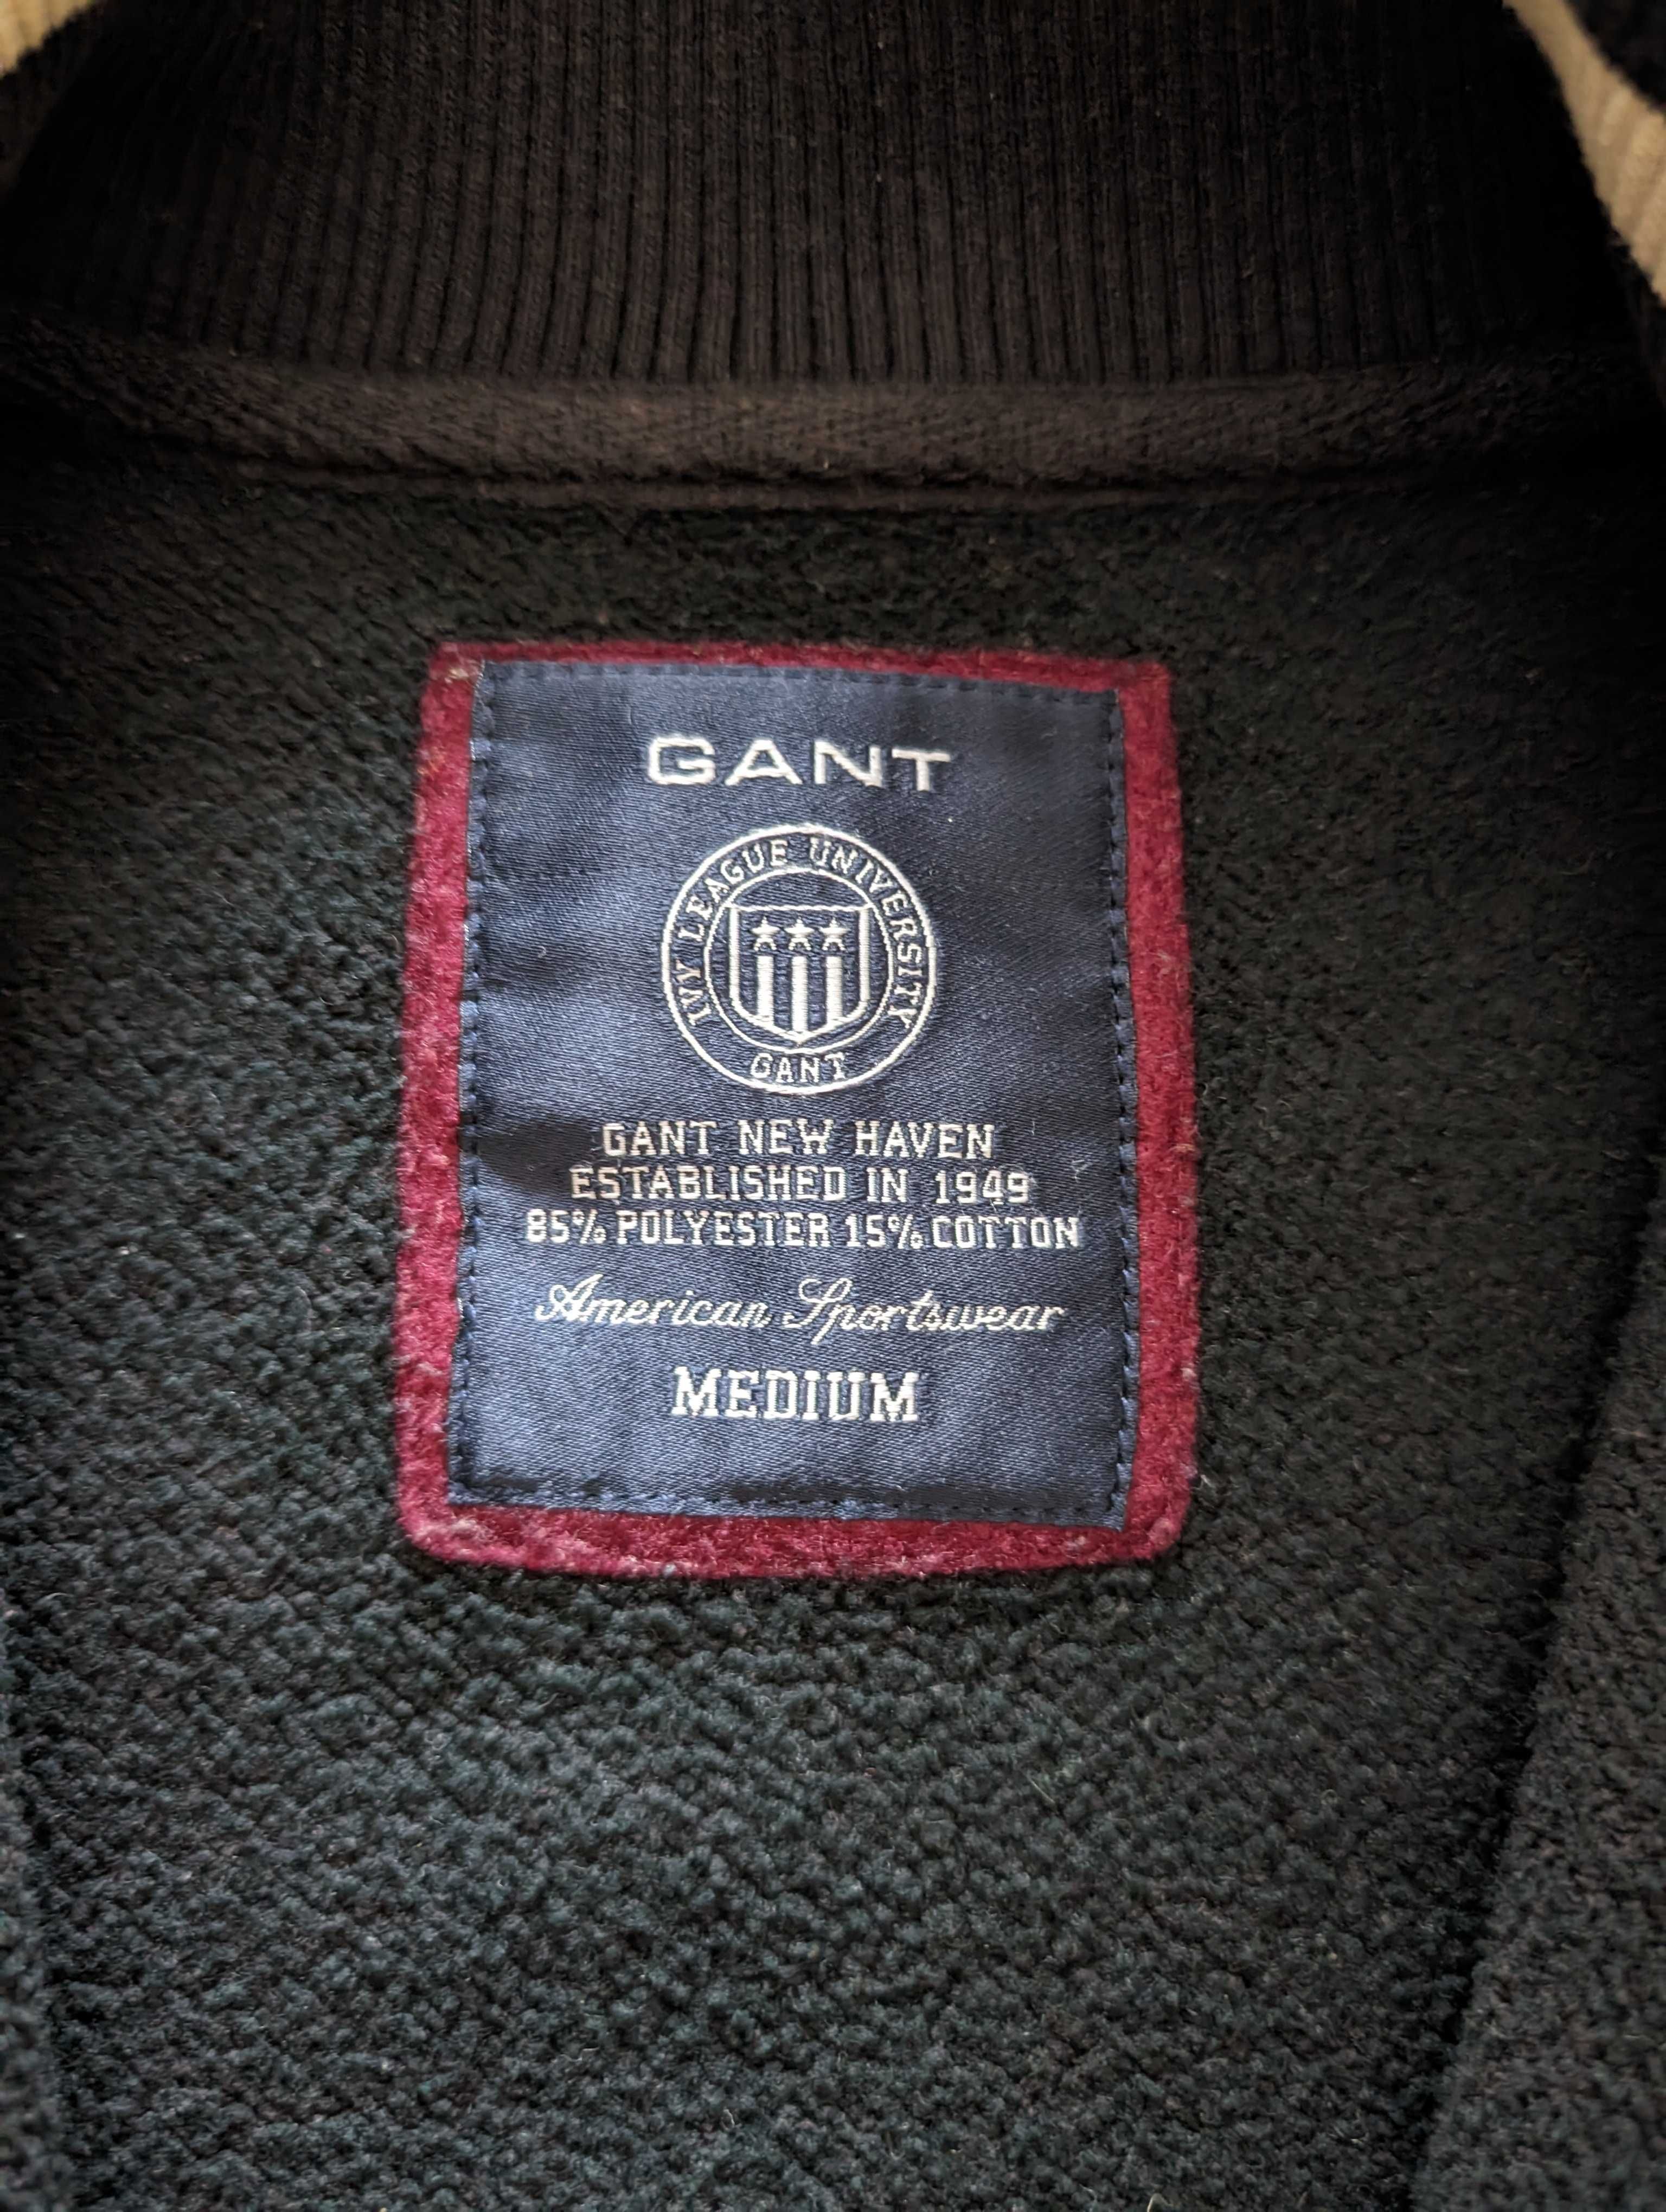 GANT
IVY LEAGUE UNIVERSITY
GANT
GANT NEW HAVEN
ESTABLISHED IN 1949
85% POLYESTER 15% COTTON
American Sportswear
MEDIUM